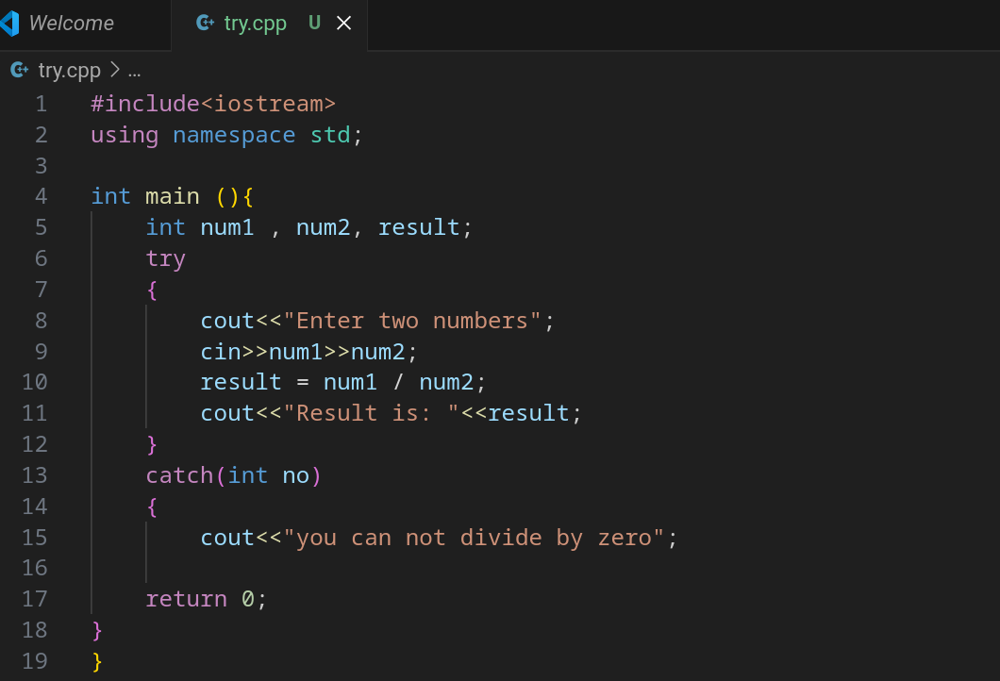 Welcome
try.cpp U
try.cpp > ...
1 #include<iostream>
2 using namespace std;
3
4 int main (){
5     int num1 , num2, result;
6     try
7     {
8         cout<<"Enter two numbers";
9         cin>>num1>>num2;
10         result = num1 / num2;
11         cout<<"Result is: "<<result;
12     }
13     catch(int no)
14     {
15         cout<<"you can not divide by zero";
16
17     return 0;
18 }
19 }